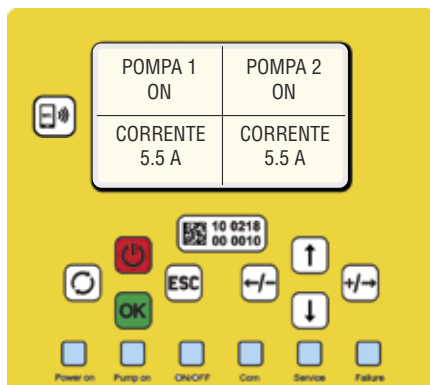 POMPA 1
ON
POMPA 2
ON
CORRENTE
5.5 A
CORRENTE
5.5 A
10 0218
00 0010
ESC
←/−
↑
+/→
OK
↓
Power on
Pump on
ON/OFF
Com
Service
Failure